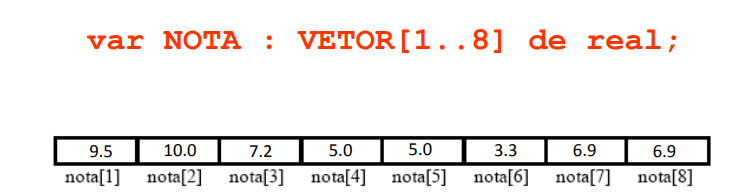 var NOTA : VETOR[1..8] de real;
9.5 10.0 7.2 5.0 5.0 3.3 6.9 6.9
nota[1] nota[2] nota[3] nota[4] nota[5] nota[6] nota[7] nota[8]